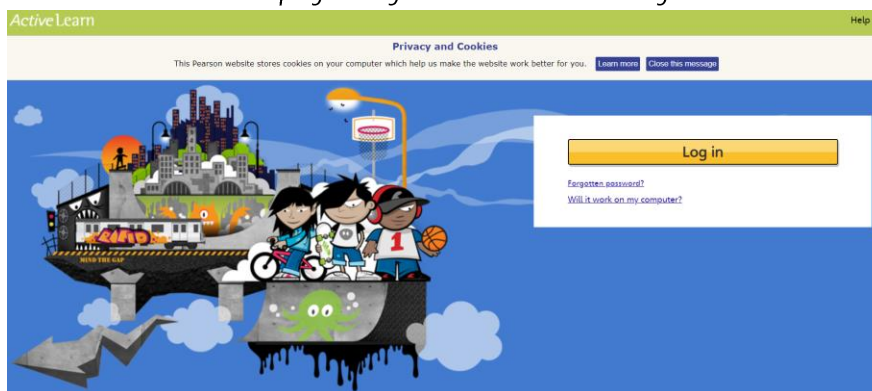 ActiveLearn
Help
Privacy and Cookies
This Pearson website stores cookies on your computer which help us make the website work better for you. Learn more Close this message
Log in
Forgotten password?
Will it work on my computer?
MIND THE GAP
1